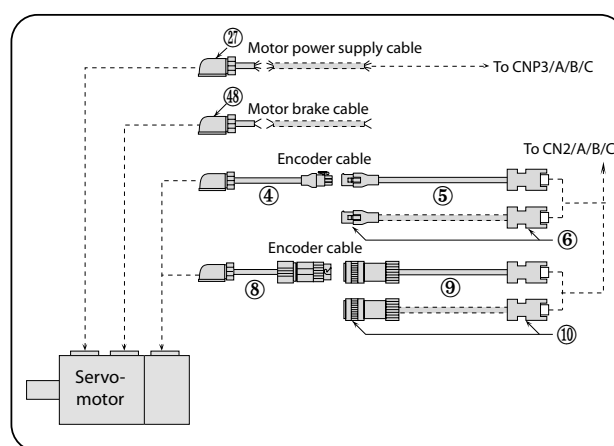 ㉗
Motor power supply cable
To CNP3/A/B/C
㊽
Motor brake cable
To CN2/A/B/C
Encoder cable
④
⑤
⑥
Encoder cable
⑧
⑨
⑩
Servo-
motor